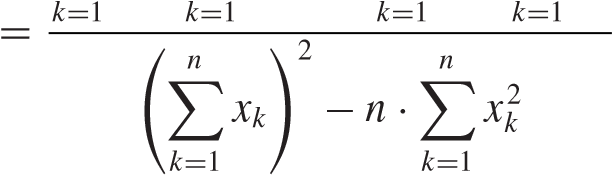 = k=1 k=1 k=1 k=1
(∑_{k=1}^{n} x_k)^2 − n · ∑_{k=1}^{n} x_k^2